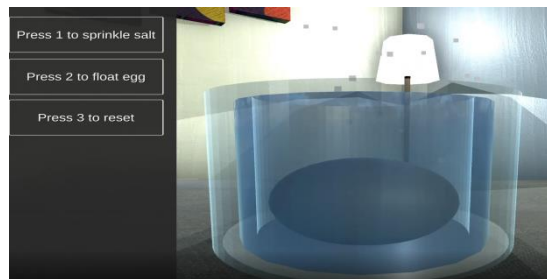 Press 1 to sprinkle salt
Press 2 to float egg
Press 3 to reset